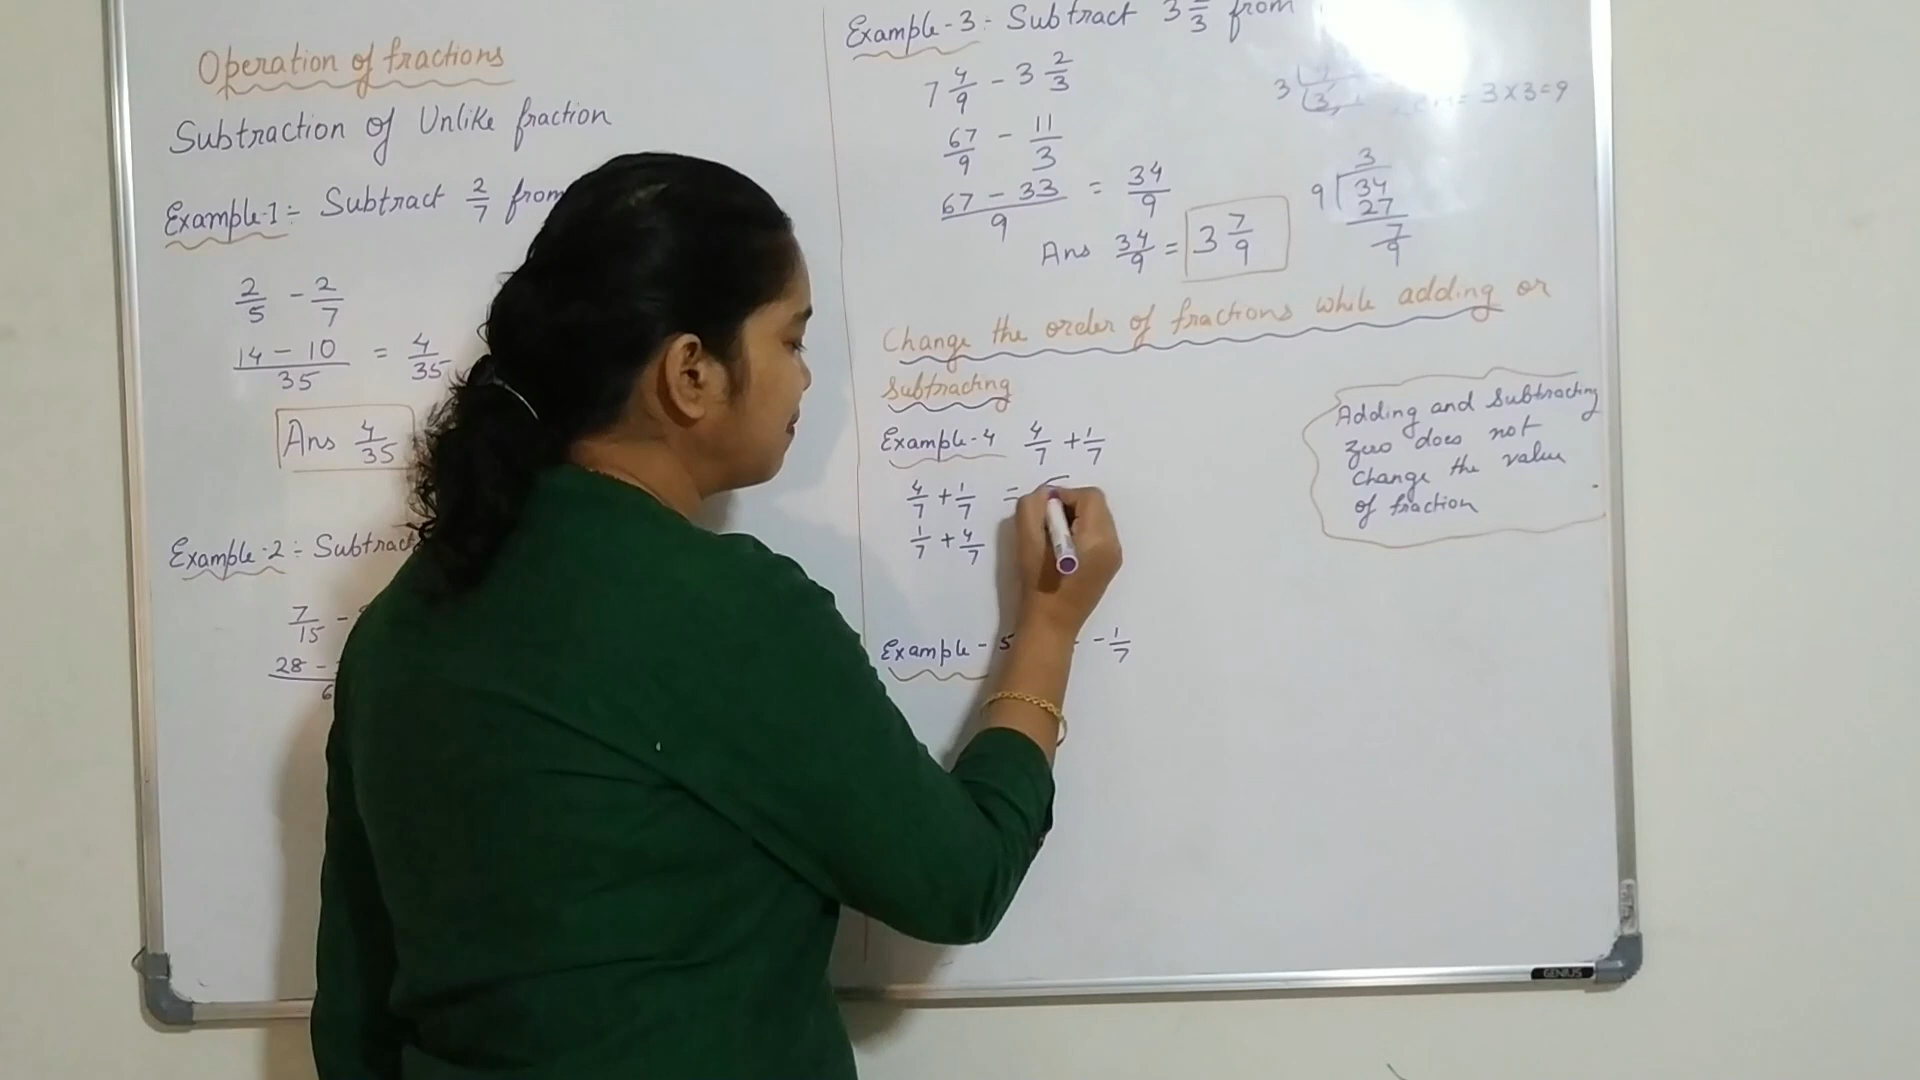 Operation of fractions
Subtraction of Unlike fraction
Example-1:- Subtract 2/7 from
2/5 - 2/7
14 - 10 / 35 = 4/35
Ans 4/35
Example-2:- Subtract
7/15 -
28 -
6
Example-3:- Subtract 3 /3 from
7 4/9 - 3 2/3
67/9 - 11/3
67 - 33 / 9 = 34/9
Ans 34/9 = 3 7/9
3
= 3 x 3 = 9
3
9 34
27
7
9
Change the order of fractions while adding or
subtracting
Example-4 4/7 + 1/7
4/7 + 1/7 =
1/7 + 4/7
Example-5 - 1/7
Adding and Subtracting
Zero does not
change the value
of fraction
GENIUS